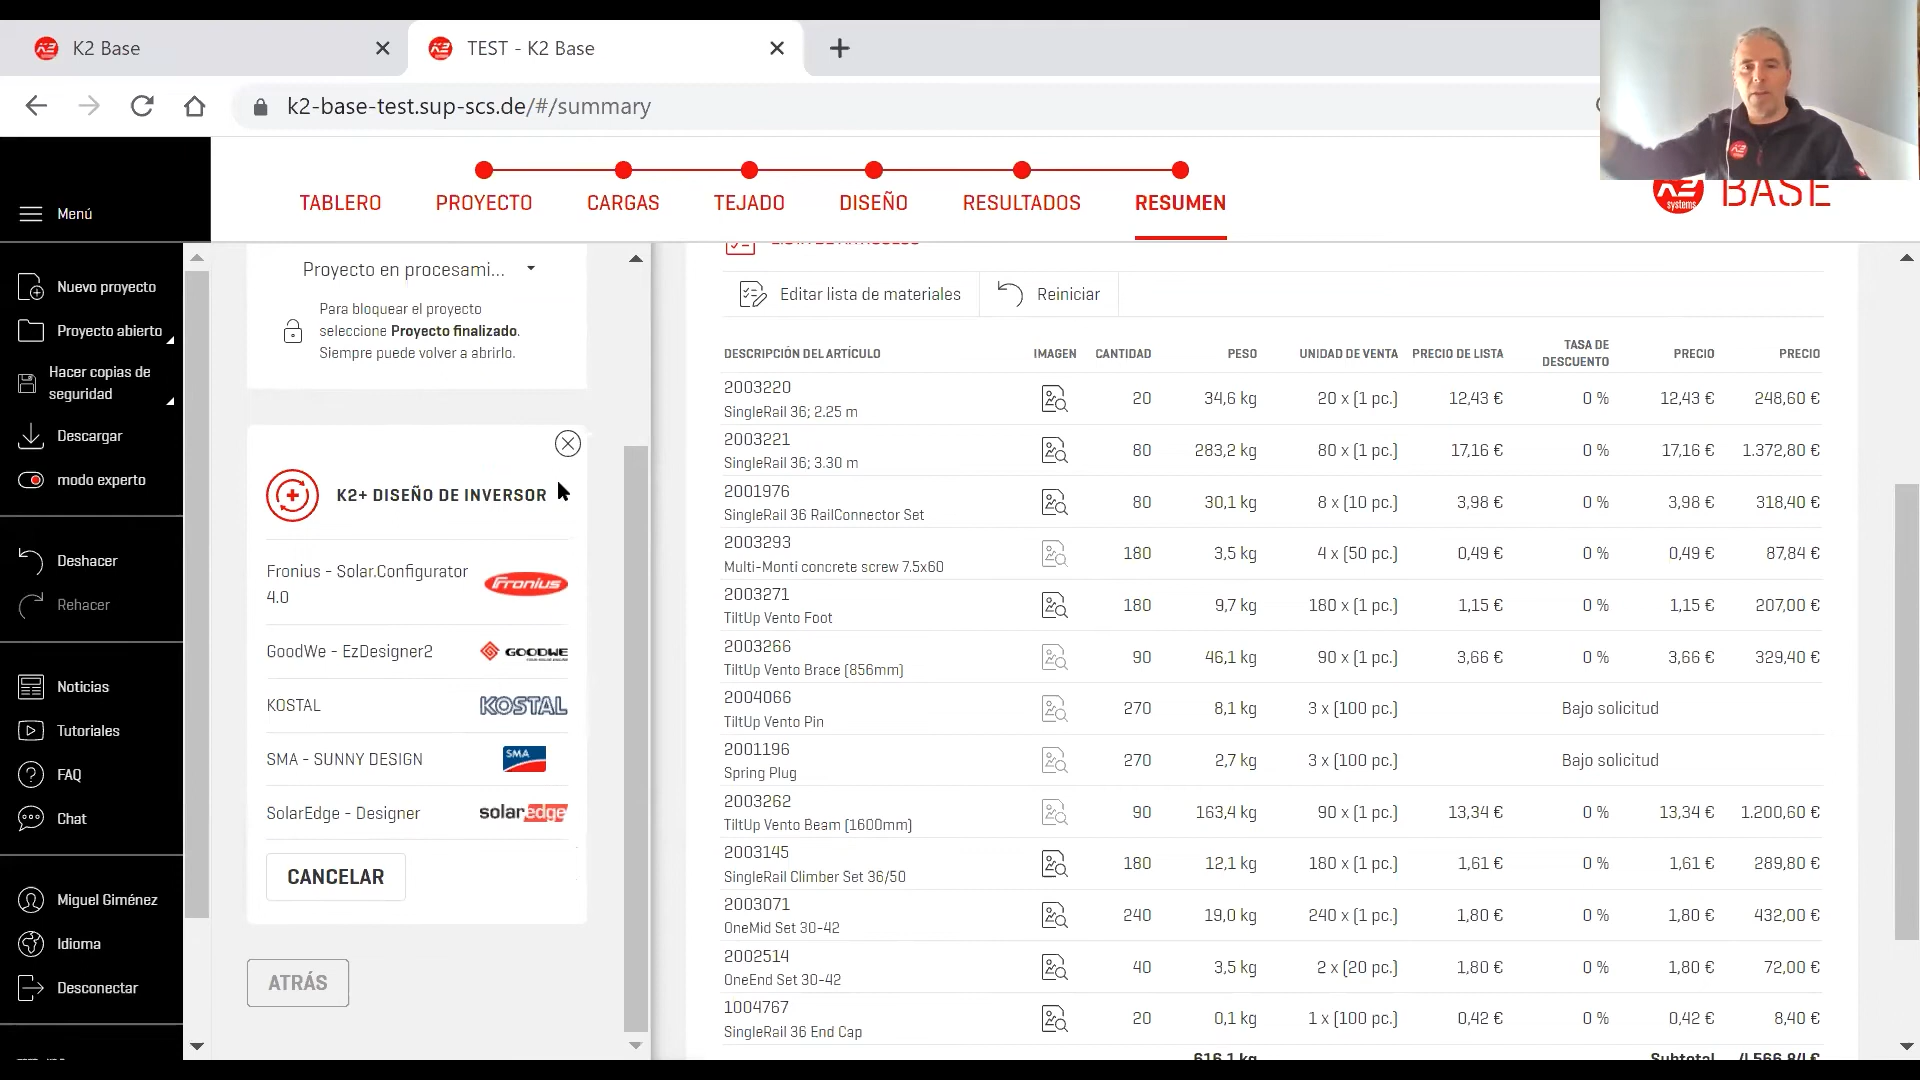 K2 Base
TEST - K2 Base
k2-base-test.sup-scs.de/#/summary
K2
systems
BASE
Menú
TABLERO
PROYECTO
CARGAS
TEJADO
DISEÑO
RESULTADOS
RESUMEN
Nuevo proyecto
Proyecto abierto
Hacer copias de
seguridad
Descargar
modo experto
Deshacer
Rehacer
Noticias
Tutoriales
FAQ
Chat
Miguel Giménez
Idioma
Desconectar
Proyecto en procesami...
Para bloquear el proyecto
seleccione Proyecto finalizado.
Siempre puede volver a abrirlo.
K2+ DISEÑO DE INVERSOR
Fronius - Solar.Configurator
4.0
Fronius
GoodWe - EzDesigner2
GOODWE
KOSTAL
KOSTAL
SMA - SUNNY DESIGN
SMA
SolarEdge - Designer
solaredge
CANCELAR
ATRÁS
LISTA DE ARTÍCULOS
Editar lista de materiales
Reiniciar
DESCRIPCIÓN DEL ARTÍCULO IMAGEN CANTIDAD PESO UNIDAD DE VENTA PRECIO DE LISTA TASA DE DESCUENTO PRECIO PRECIO
2003220
SingleRail 36; 2.25 m 20 34,6 kg 20 x (1 pc.) 12,43 € 0 % 12,43 € 248,60 €
2003221
SingleRail 36; 3.30 m 80 283,2 kg 80 x (1 pc.) 17,16 € 0 % 17,16 € 1.372,80 €
2001976
SingleRail 36 RailConnector Set 80 30,1 kg 8 x (10 pc.) 3,98 € 0 % 3,98 € 318,40 €
2003293
Multi-Monti concrete screw 7.5x60 180 3,5 kg 4 x (50 pc.) 0,49 € 0 % 0,49 € 87,84 €
2003271
TiltUp Vento Foot 180 9,7 kg 180 x (1 pc.) 1,15 € 0 % 1,15 € 207,00 €
2003266
TiltUp Vento Brace (856mm) 90 46,1 kg 90 x (1 pc.) 3,66 € 0 % 3,66 € 329,40 €
2004066
TiltUp Vento Pin 270 8,1 kg 3 x (100 pc.) Bajo solicitud
2001196
Spring Plug 270 2,7 kg 3 x (100 pc.) Bajo solicitud
2003262
TiltUp Vento Beam (1600mm) 90 163,4 kg 90 x (1 pc.) 13,34 € 0 % 13,34 € 1.200,60 €
2003145
SingleRail Climber Set 36/50 180 12,1 kg 180 x (1 pc.) 1,61 € 0 % 1,61 € 289,80 €
2003071
OneMid Set 30-42 240 19,0 kg 240 x (1 pc.) 1,80 € 0 % 1,80 € 432,00 €
2002514
OneEnd Set 30-42 40 3,5 kg 2 x (20 pc.) 1,80 € 0 % 1,80 € 72,00 €
1004767
SingleRail 36 End Cap 20 0,1 kg 1 x (100 pc.) 0,42 € 0 % 0,42 € 8,40 €
616,1 kg Subtotal 4.566,84 €